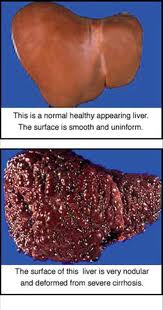 This is a normal healthy appearing liver.
The surface is smooth and uninform.
The surface of this liver is very nodular
and deformed from severe cirrhosis.